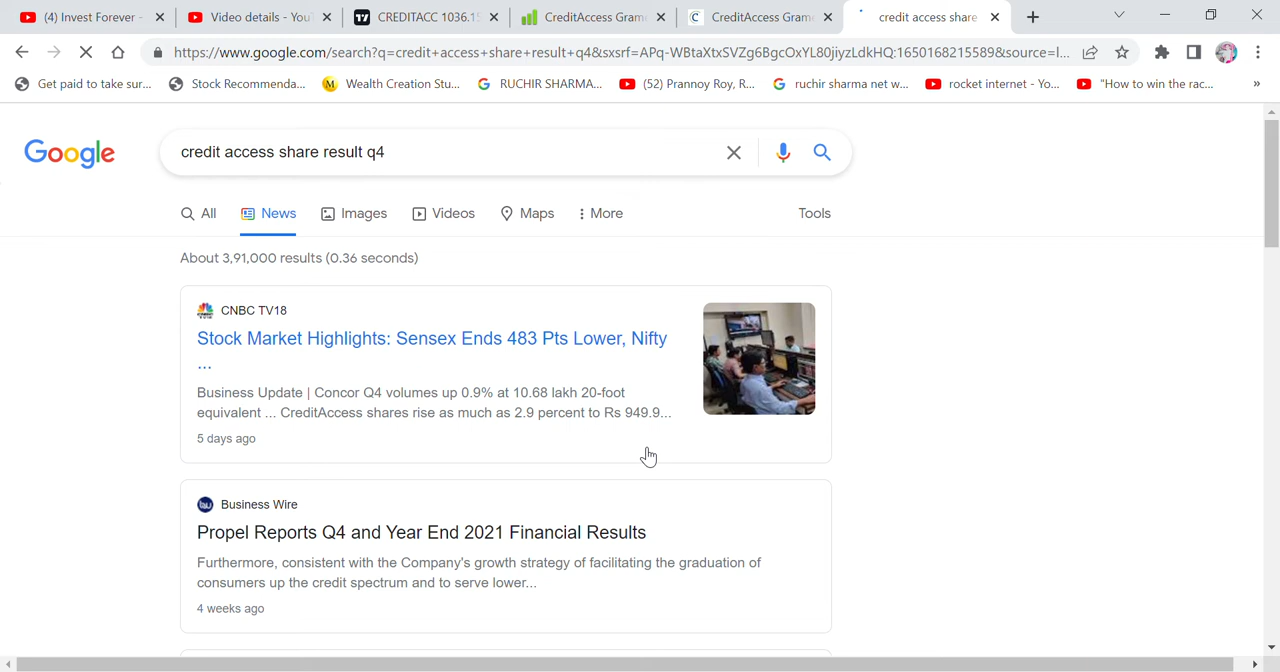 (4) Invest Forever -
Video details - YouT
CREDITACC 1036.15
CreditAccess Gram
CreditAccess Gram
credit access share
https://www.google.com/search?q=credit+access+share+result+q4&sxsrf=APq-WBtaXtxSVZg6BgcOxYL80jiyzLdkHQ:1650168215589&source=l...
Get paid to take sur...
Stock Recommenda...
Wealth Creation Stu...
RUCHIR SHARMA...
(52) Prannoy Roy, R...
ruchir sharma net w...
rocket internet - Yo...
"How to win the rac...
»
Google
credit access share result q4
All
News
Images
Videos
Maps
More
Tools
About 3,91,000 results (0.36 seconds)
CNBC TV18
Stock Market Highlights: Sensex Ends 483 Pts Lower, Nifty
...
Business Update | Concor Q4 volumes up 0.9% at 10.68 lakh 20-foot
equivalent ... CreditAccess shares rise as much as 2.9 percent to Rs 949.9...
5 days ago
Business Wire
Propel Reports Q4 and Year End 2021 Financial Results
Furthermore, consistent with the Company's growth strategy of facilitating the graduation of
consumers up the credit spectrum and to serve lower...
4 weeks ago